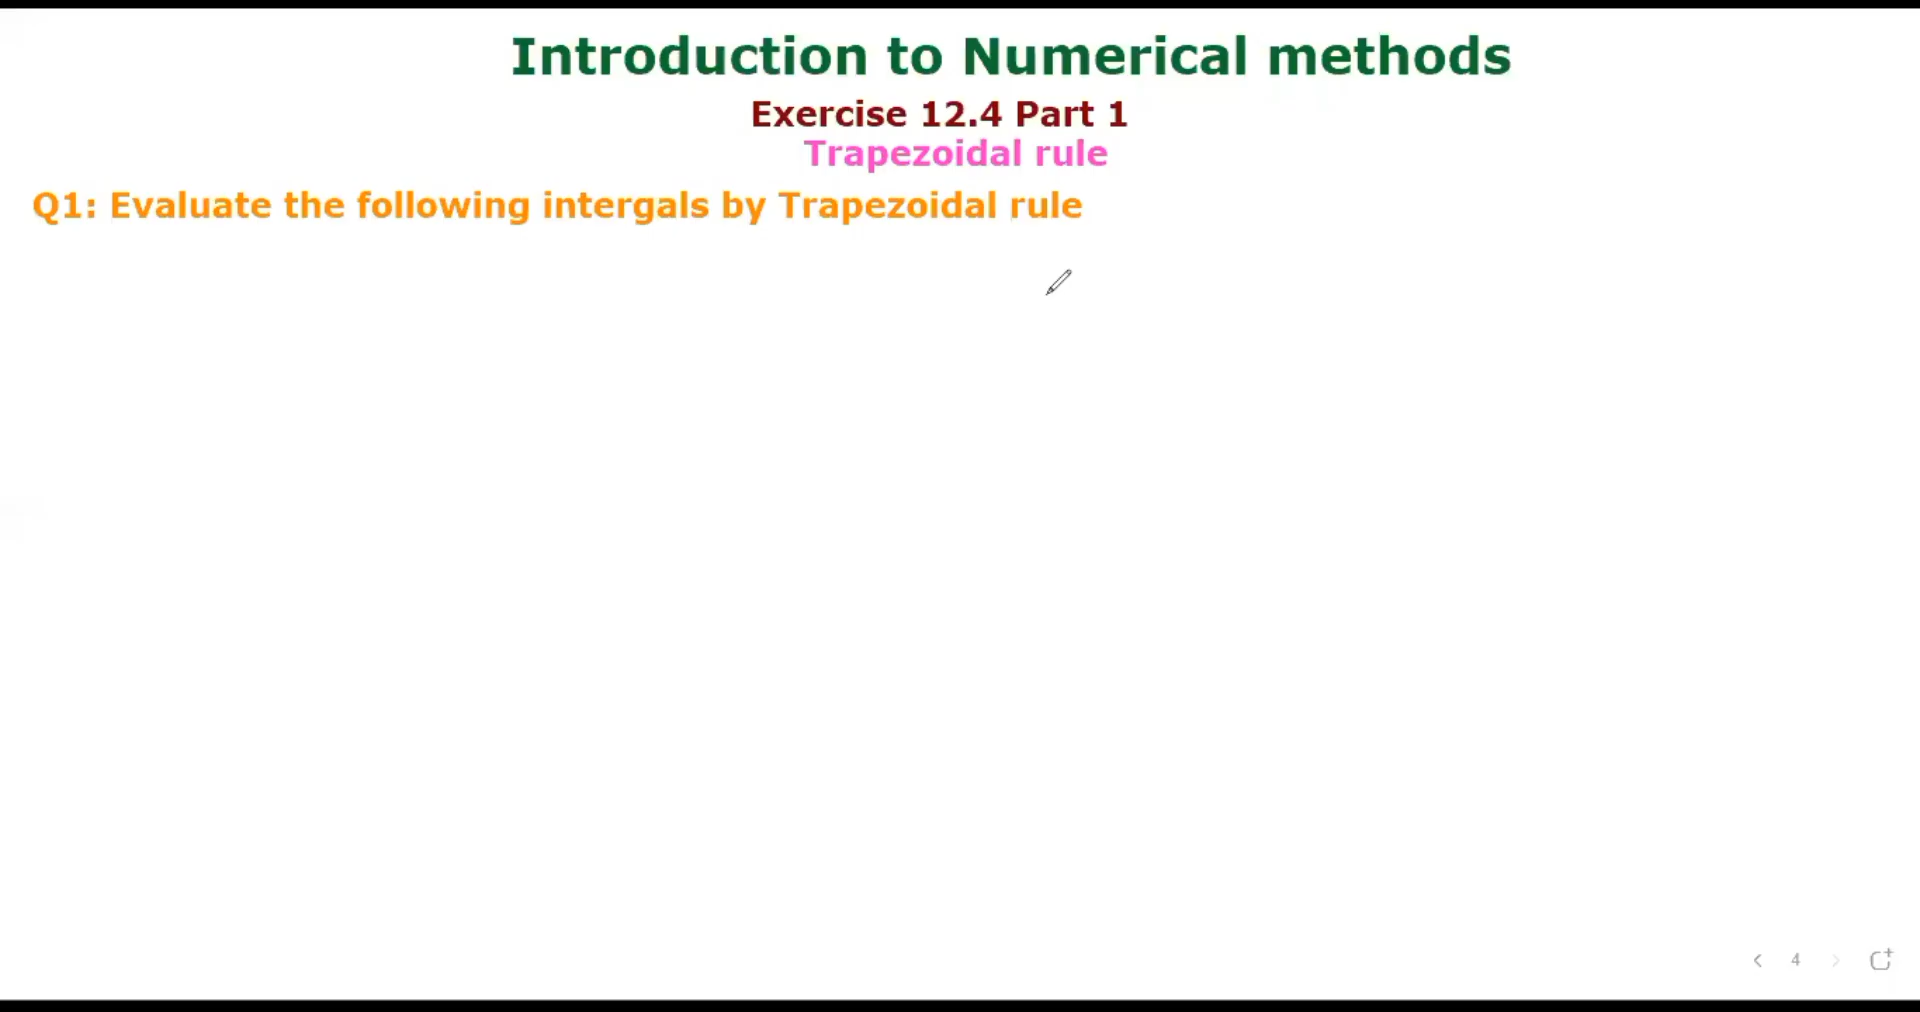 Introduction to Numerical methods
Exercise 12.4 Part 1
Trapezoidal rule
Q1: Evaluate the following intergals by Trapezoidal rule
4